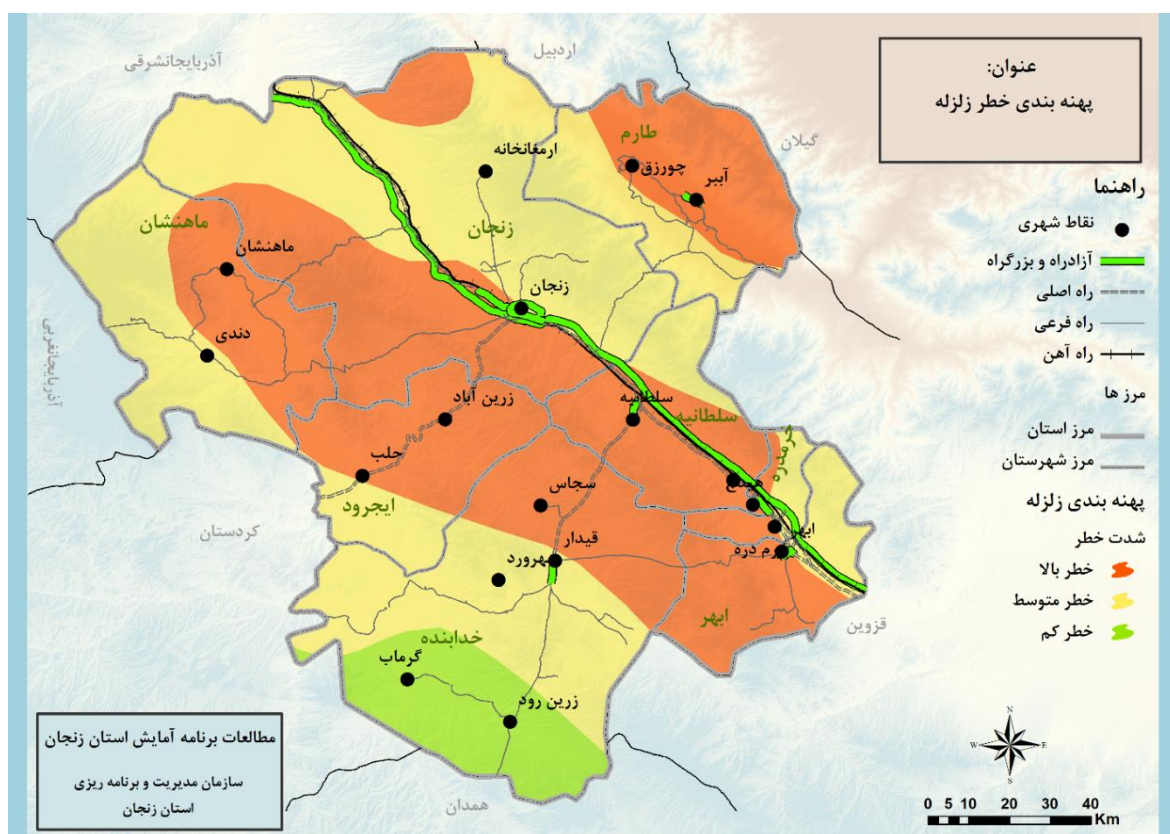 عنوان:
پهنه بندی خطر زلزله
راهنما
نقاط شهری
آزادراه و بزرگراه
راه اصلی
راه فرعی
راه آهن
مرز ها
مرز استان
مرز شهرستان
پهنه بندی زلزله
شدت خطر
خطر بالا
خطر متوسط
خطر کم
اردبیل
آذربایجانشرقی
گیلان
طارم
چورزق
آببر
ارمغانخانه
زنجان
ماهنشان
ماهنشان
زنجان
دندی
آذربایجانغربی
زرین آباد
سلطانیه
سلطانیه
خرمدره
حلب
ایجرود
سجاس
ابهر
کردستان
قیدار
سهرورد
ابهر
قزوین
خدابنده
گرماب
زرین رود
همدان
مطالعات برنامه آمایش استان زنجان
سازمان مدیریت و برنامه ریزی
استان زنجان
N
W E
S
0 5 10 20 30 40
Km